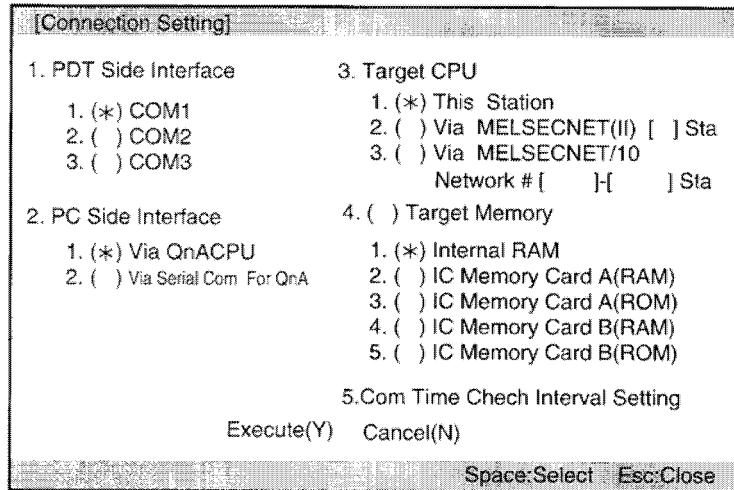 [Connection Setting]
1. PDT Side Interface
1. (*) COM1
2. ( ) COM2
3. ( ) COM3
2. PC Side Interface
1. (*) Via QnACPU
2. ( ) Via Serial Com For QnA
3. Target CPU
1. (*) This Station
2. ( ) Via MELSECNET(II) [ ] Sta
3. ( ) Via MELSECNET/10
Network # [ ]-[ ] Sta
4. ( ) Target Memory
1. (*) Internal RAM
2. ( ) IC Memory Card A(RAM)
3. ( ) IC Memory Card A(ROM)
4. ( ) IC Memory Card B(RAM)
5. ( ) IC Memory Card B(ROM)
5.Com Time Chech Interval Setting
Execute(Y) Cancel(N)
Space:Select Esc:Close